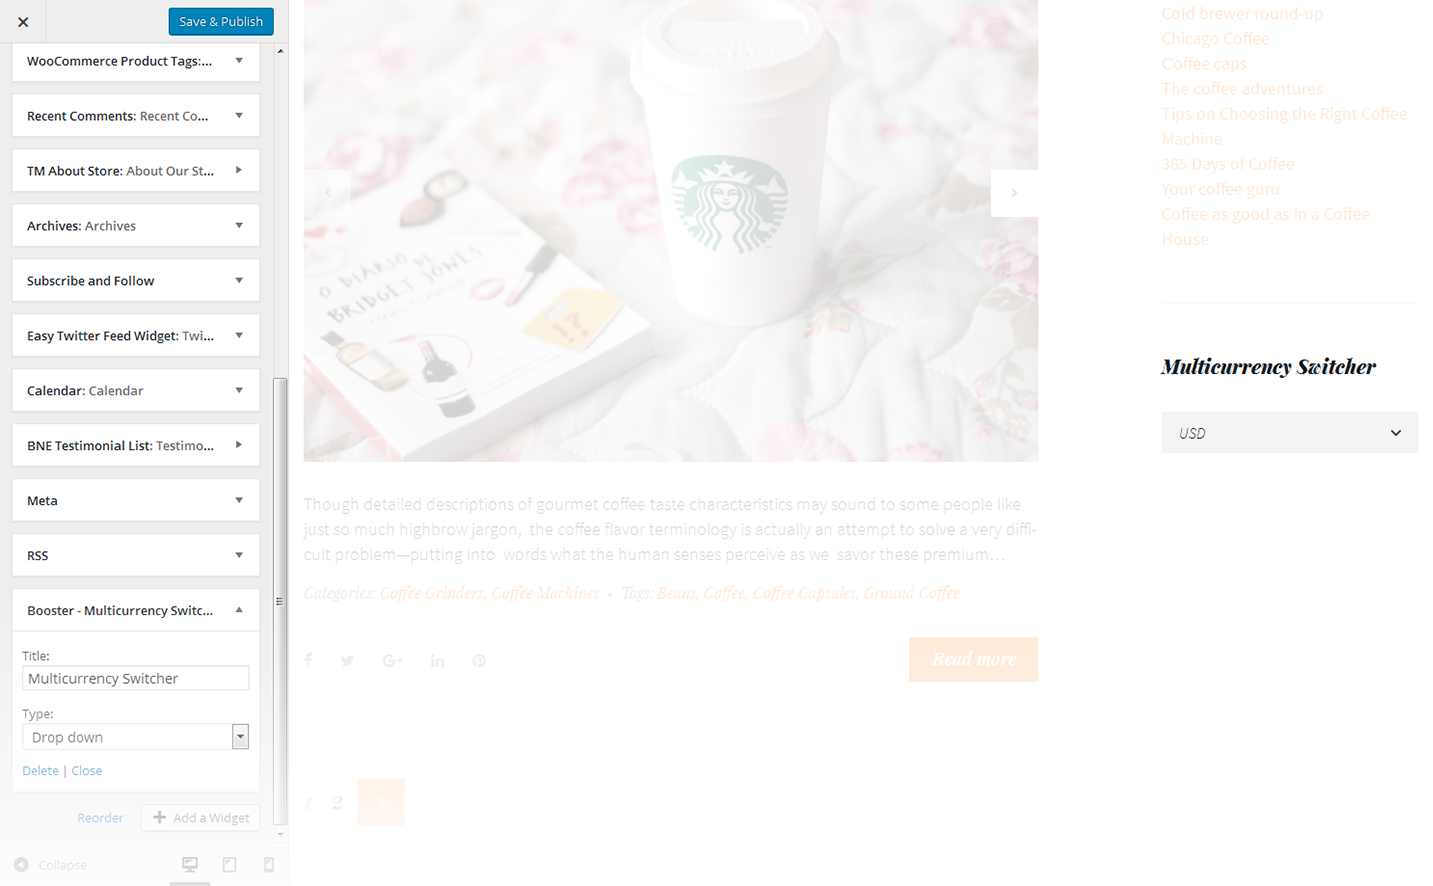 Save & Publish
WooCommerce Product Tags:...
Recent Comments: Recent Co...
TM About Store: About Our St...
Archives: Archives
Subscribe and Follow
Easy Twitter Feed Widget: Twi...
Calendar: Calendar
BNE Testimonial List: Testimo...
Meta
RSS
Booster - Multicurrency Switc...
Title:
Multicurrency Switcher
Type:
Drop down
Delete | Close
Reorder
Add a Widget
Collapse
O DIÁRIO DE
BRIDGET JONES
!?
Though detailed descriptions of gourmet coffee taste characteristics may sound to some people like
just so much highbrow jargon,  the coffee flavor terminology is actually an attempt to solve a very diffi-
cult problem—putting into  words what the human senses perceive as we  savor these premium…
Categories: Coffee Grinders, Coffee Machines • Tags: Beans, Coffee, Coffee Capsules, Ground Coffee
Read more
1 2
Cold brewer round-up
Chicago Coffee
Coffee caps
The coffee adventures
Tips on Choosing the Right Coffee
Machine
365 Days of Coffee
Your coffee guru
Coffee as good as in a Coffee
House
Multicurrency Switcher
USD